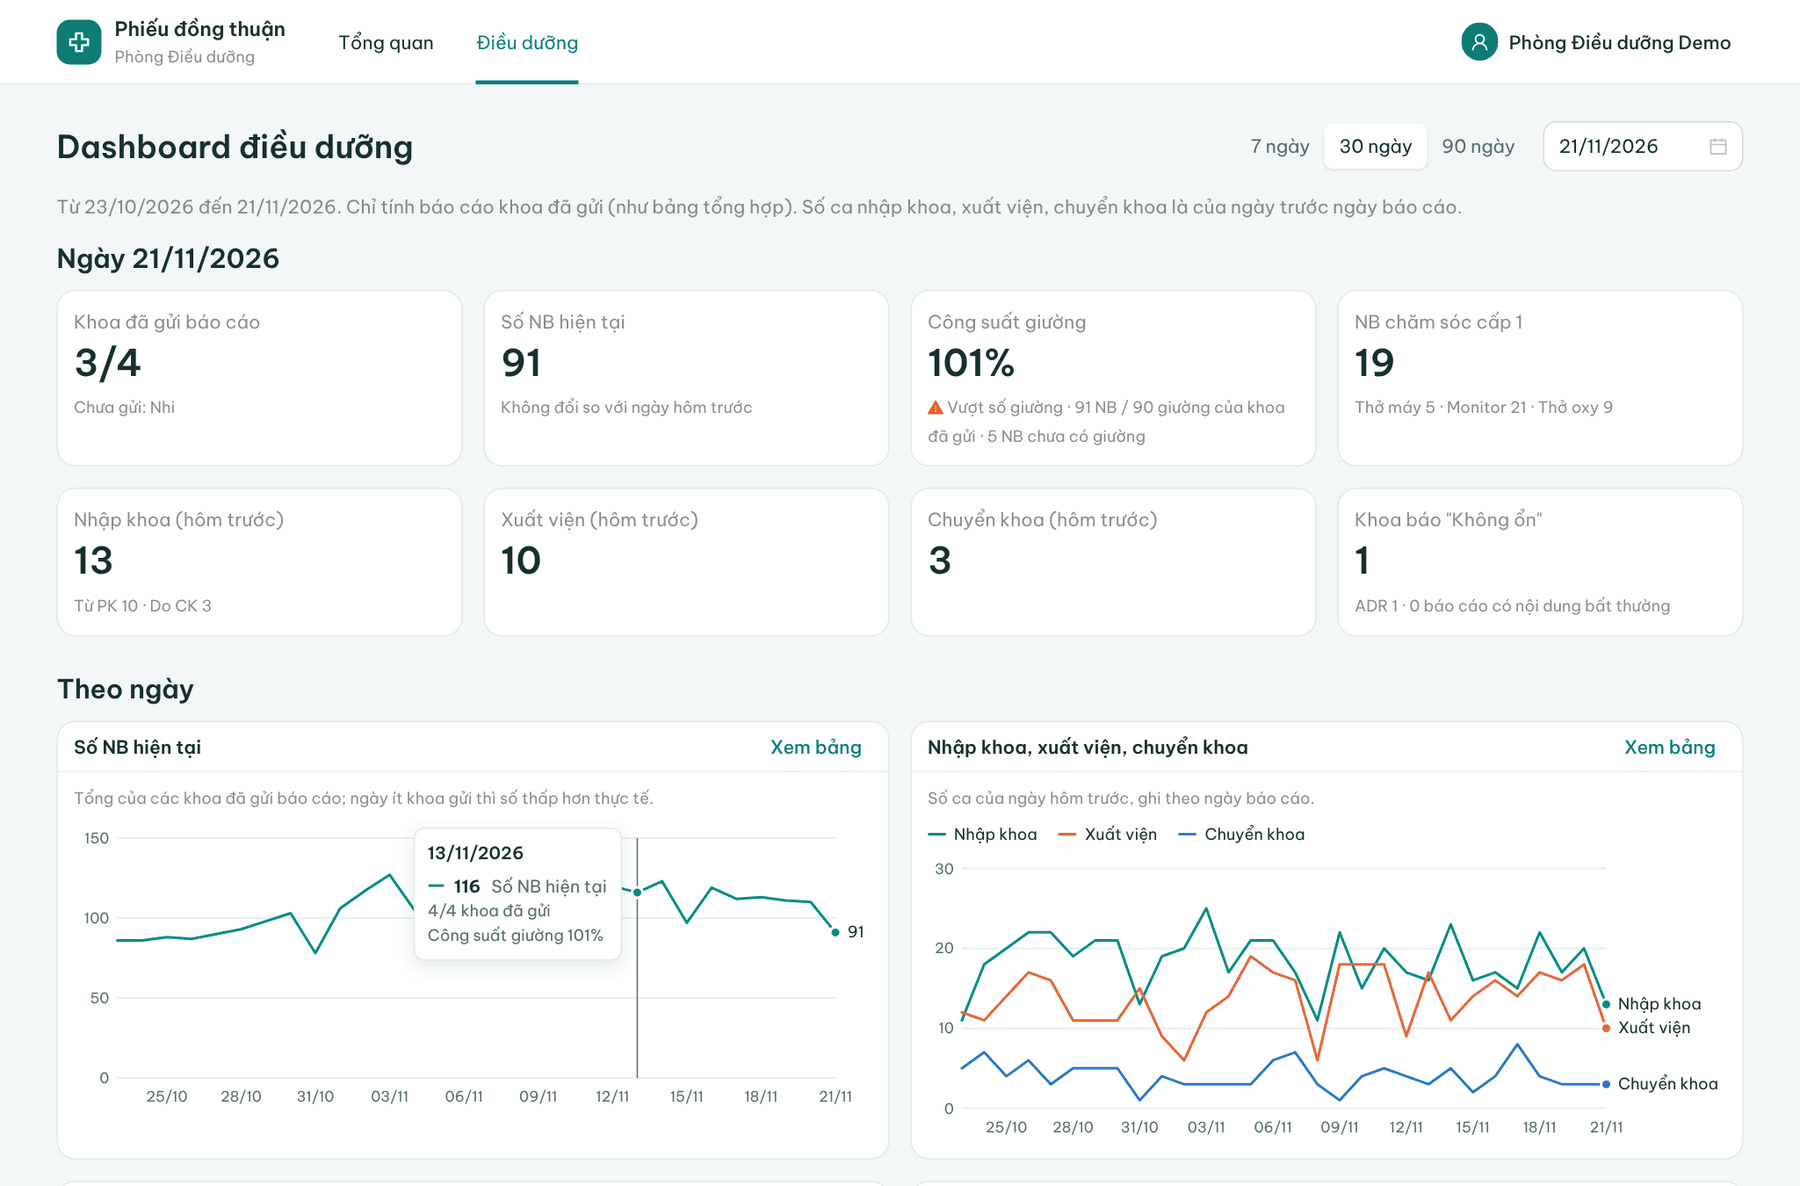 Phiếu đồng thuận
Phòng Điều dưỡng
Tổng quan
Điều dưỡng
Phòng Điều dưỡng Demo
Dashboard điều dưỡng
7 ngày
30 ngày
90 ngày
21/11/2026
Từ 23/10/2026 đến 21/11/2026. Chỉ tính báo cáo khoa đã gửi (như bảng tổng hợp). Số ca nhập khoa, xuất viện, chuyển khoa là của ngày trước ngày báo cáo.
Ngày 21/11/2026
Khoa đã gửi báo cáo
3/4
Chưa gửi: Nhi
Số NB hiện tại
91
Không đổi so với ngày hôm trước
Công suất giường
101%
Vượt số giường · 91 NB / 90 giường của khoa
đã gửi · 5 NB chưa có giường
NB chăm sóc cấp 1
19
Thở máy 5 · Monitor 21 · Thở oxy 9
Nhập khoa (hôm trước)
13
Từ PK 10 · Do CK 3
Xuất viện (hôm trước)
10
Chuyển khoa (hôm trước)
3
Khoa báo "Không ổn"
1
ADR 1 · 0 báo cáo có nội dung bất thường
Theo ngày
Số NB hiện tại
Xem bảng
Tổng của các khoa đã gửi báo cáo; ngày ít khoa gửi thì số thấp hơn thực tế.
150
100
50
0
13/11/2026
116 Số NB hiện tại
4/4 khoa đã gửi
Công suất giường 101%
91
25/10
28/10
31/10
03/11
06/11
09/11
12/11
15/11
18/11
21/11
Nhập khoa, xuất viện, chuyển khoa
Xem bảng
Số ca của ngày hôm trước, ghi theo ngày báo cáo.
Nhập khoa
Xuất viện
Chuyển khoa
30
20
10
0
Nhập khoa
Xuất viện
Chuyển khoa
25/10
28/10
31/10
03/11
06/11
09/11
12/11
15/11
18/11
21/11